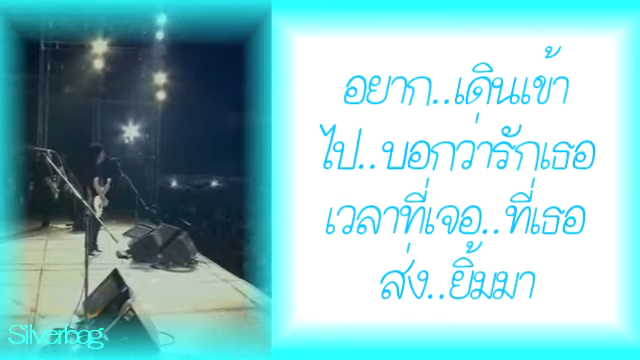 อยาก..เดินเข้า
ไป..บอกว่ารักเธอ
เวลาที่เจอ..ที่เธอ
ส่ง..ยิ้มมา
Silverbag